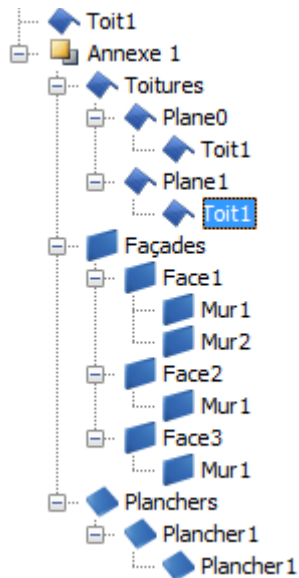 Toit1
Annexe 1
Toitures
Plane0
Toit1
Plane1
Toit1
Façades
Face1
Mur1
Mur2
Face2
Mur1
Face3
Mur1
Planchers
Plancher1
Plancher1